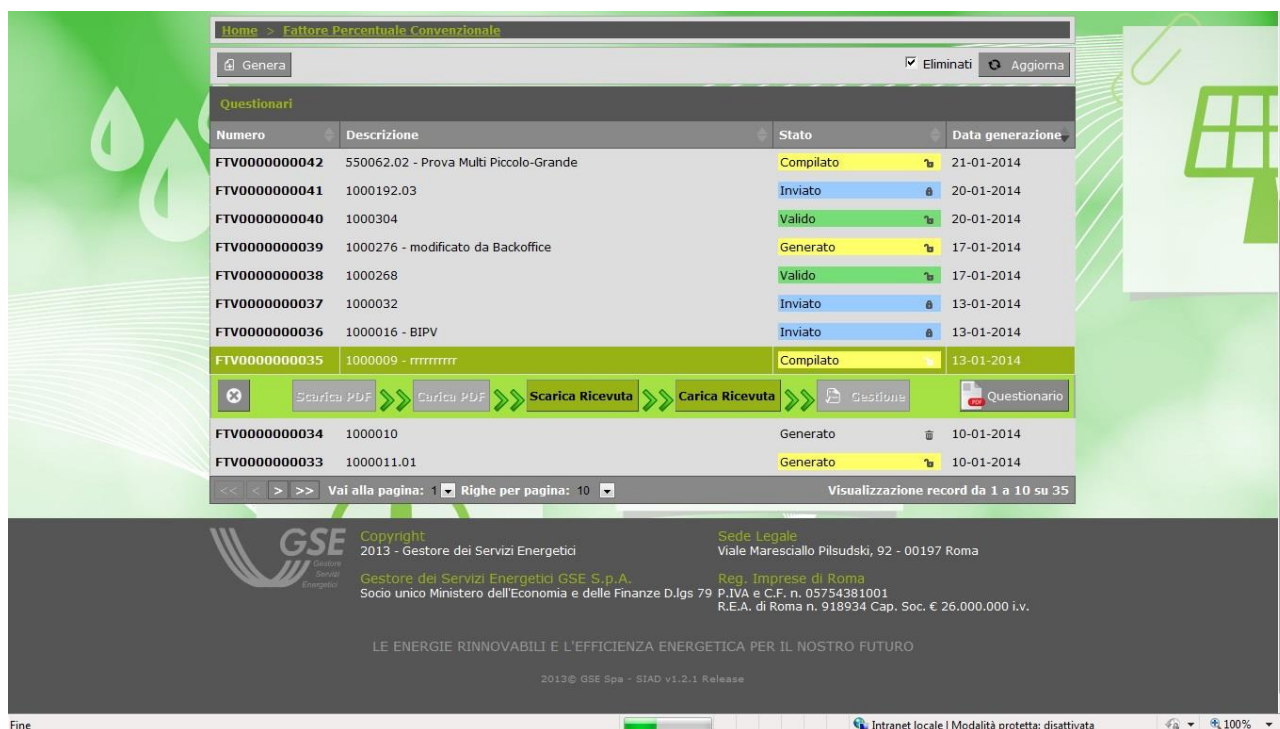 Home > Fattore Percentuale Convenzionale
Genera Eliminati Aggiorna
Questionari
Numero Descrizione Stato Data generazione
FTV0000000042 550062.02 - Prova Multi Piccolo-Grande Compilato 21-01-2014
FTV0000000041 1000192.03 Inviato 20-01-2014
FTV0000000040 1000304 Valido 20-01-2014
FTV0000000039 1000276 - modificato da Backoffice Generato 17-01-2014
FTV0000000038 1000268 Valido 17-01-2014
FTV0000000037 1000032 Inviato 13-01-2014
FTV0000000036 1000016 - BIPV Inviato 13-01-2014
FTV0000000035 1000009 - rrrrrrrrrr Compilato 13-01-2014
Scarica PDF Carica PDF Scarica Ricevuta Carica Ricevuta Gestione PDF Questionario
FTV0000000034 1000010 Generato 10-01-2014
FTV0000000033 1000011.01 Generato 10-01-2014
<< < > >> Vai alla pagina: 1 Righe per pagina: 10 Visualizzazione record da 1 a 10 su 35
GSE
Gestore
Servizi
Energetici
Copyright
2013 - Gestore dei Servizi Energetici
Sede Legale
Viale Maresciallo Pilsudski, 92 - 00197 Roma
Gestore dei Servizi Energetici GSE S.p.A.
Socio unico Ministero dell'Economia e delle Finanze D.lgs 79
Reg. Imprese di Roma
P.IVA e C.F. n. 05754381001
R.E.A. di Roma n. 918934 Cap. Soc. € 26.000.000 i.v.
LE ENERGIE RINNOVABILI E L'EFFICIENZA ENERGETICA PER IL NOSTRO FUTURO
2013© GSE Spa - SIAD v1.2.1 Release
Fine Intranet locale | Modalità protetta: disattivata 100%